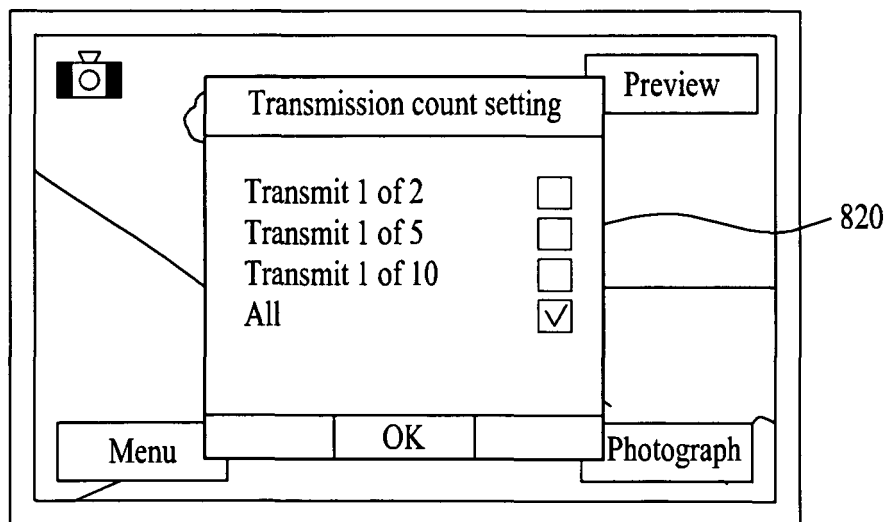 Preview
Transmission count setting
Transmit 1 of 2
Transmit 1 of 5
Transmit 1 of 10
All
820
Menu
OK
Photograph